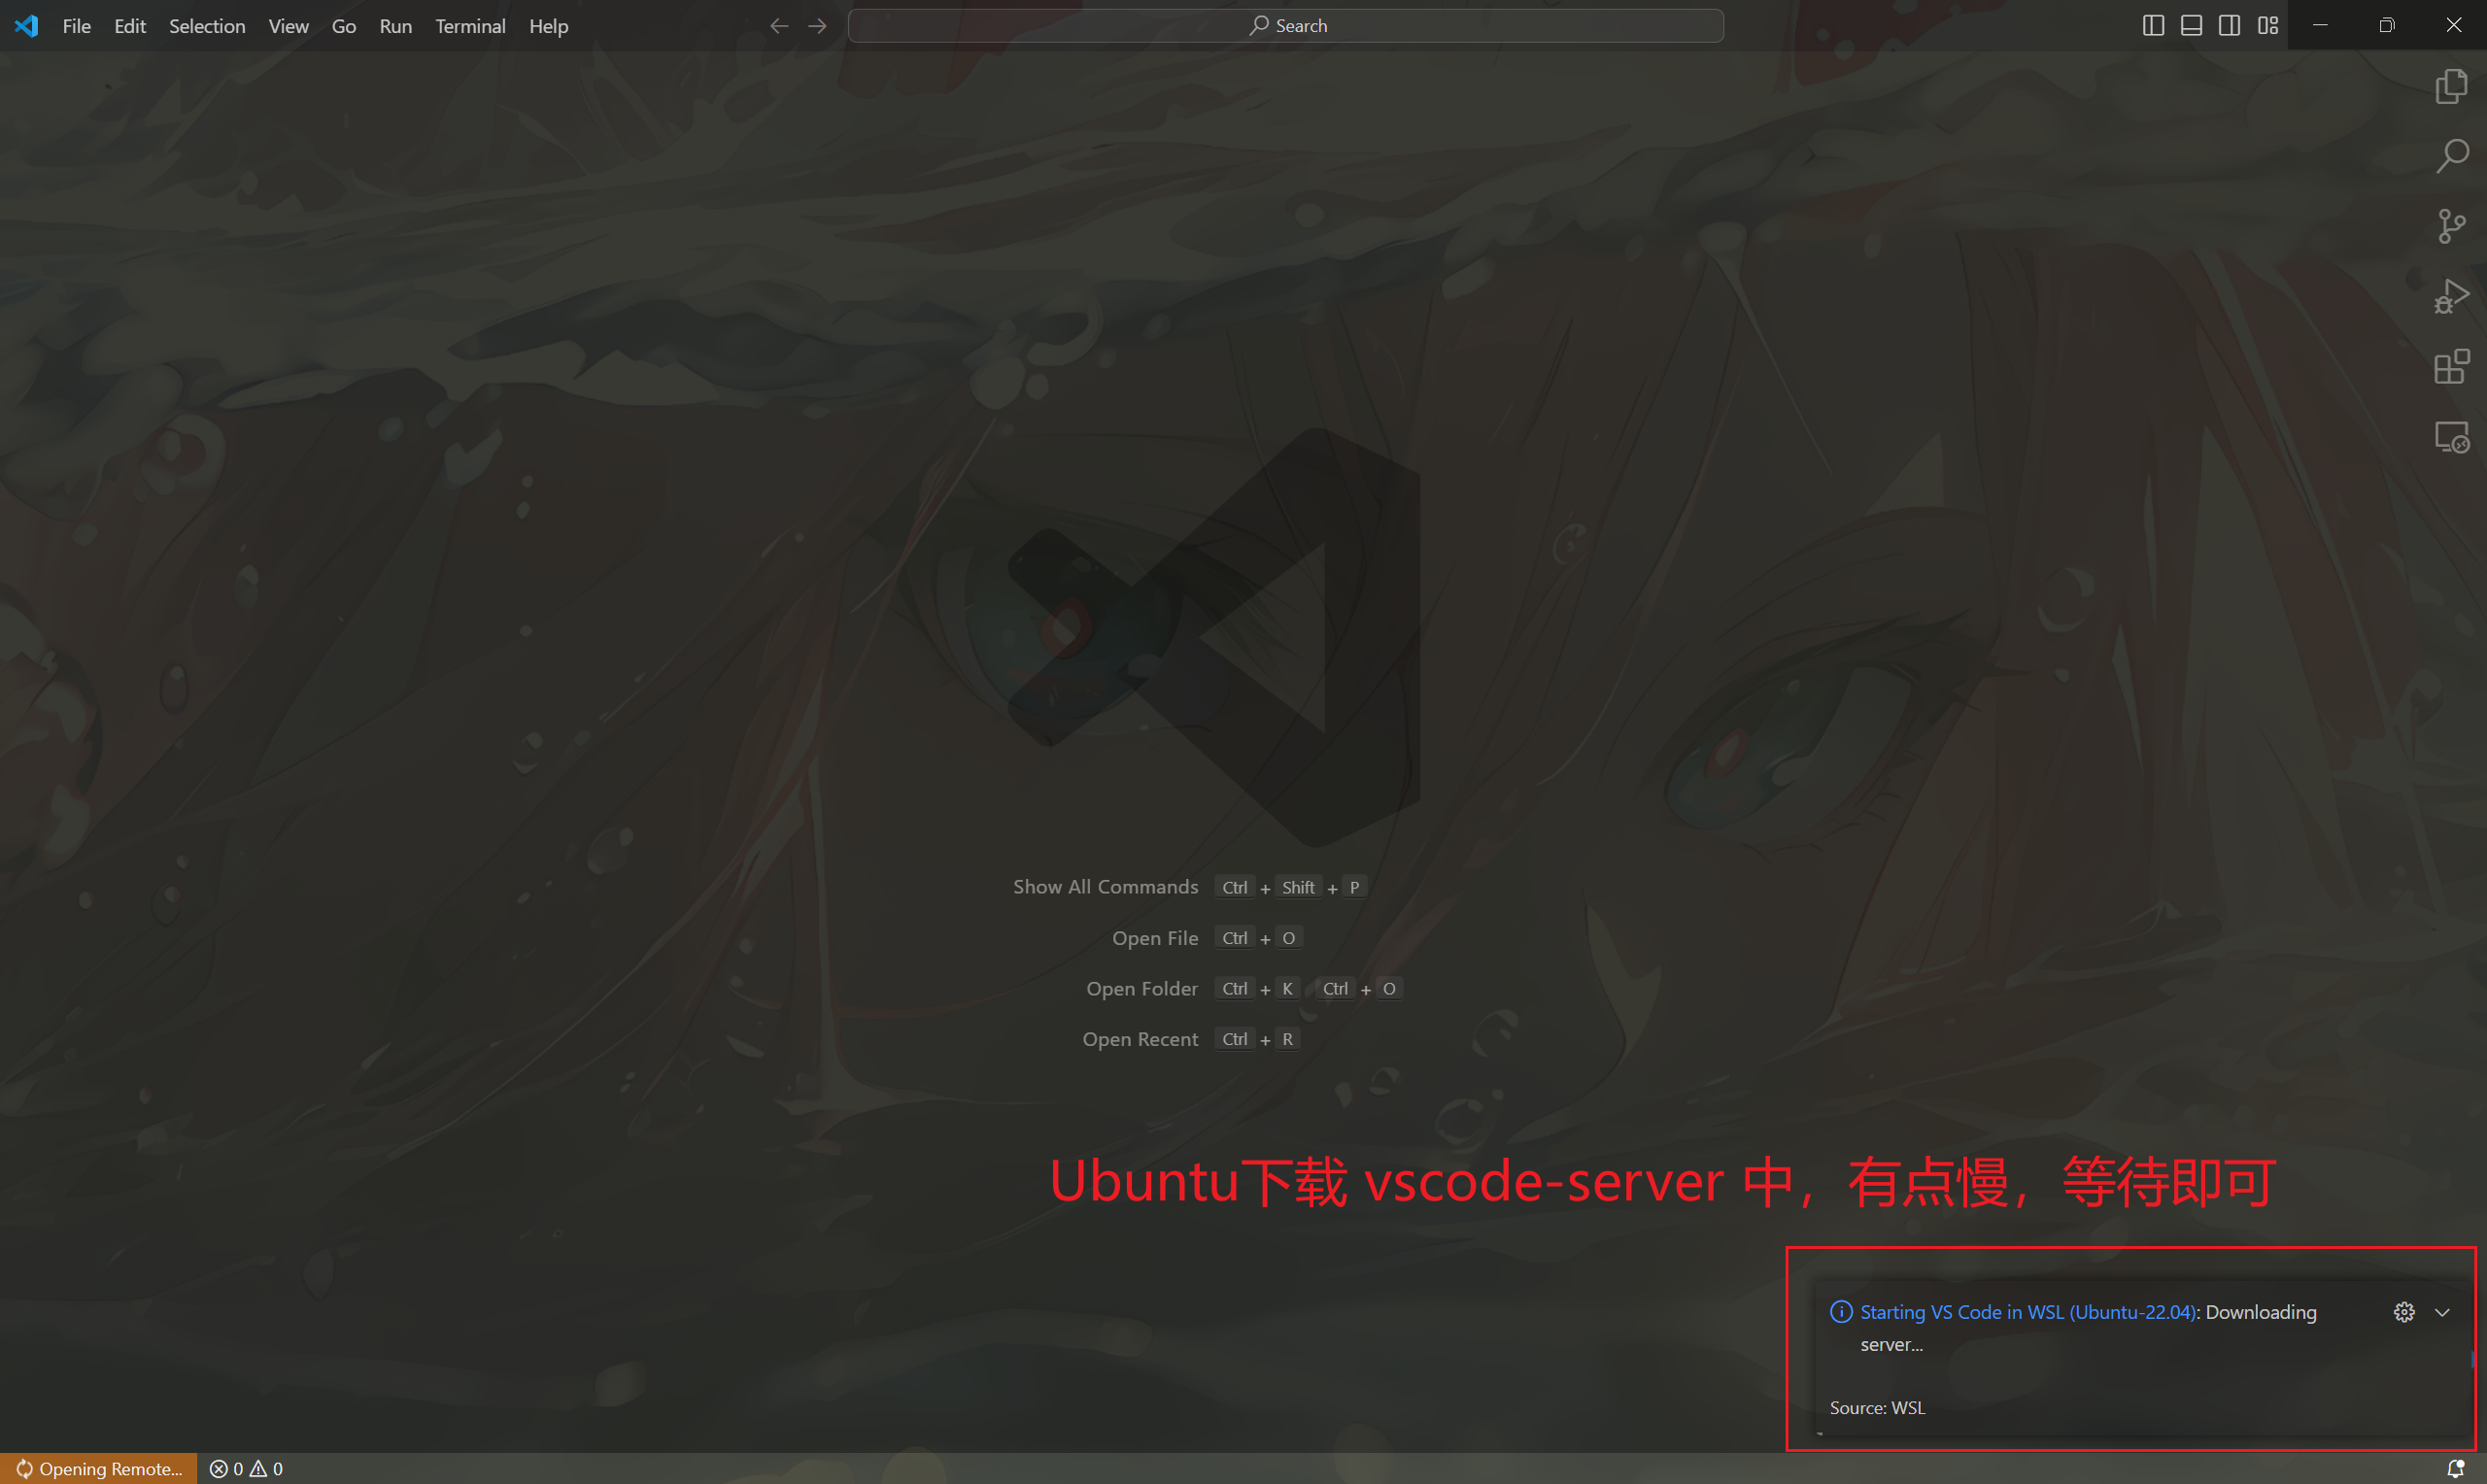 File Edit Selection View Go Run Terminal Help
Search
Show All Commands Ctrl + Shift + P
Open File Ctrl + O
Open Folder Ctrl + K Ctrl + O
Open Recent Ctrl + R
Ubuntu下载 vscode-server 中，有点慢，等待即可
Starting VS Code in WSL (Ubuntu-22.04): Downloading
server...
Source: WSL
Opening Remote... 0 0